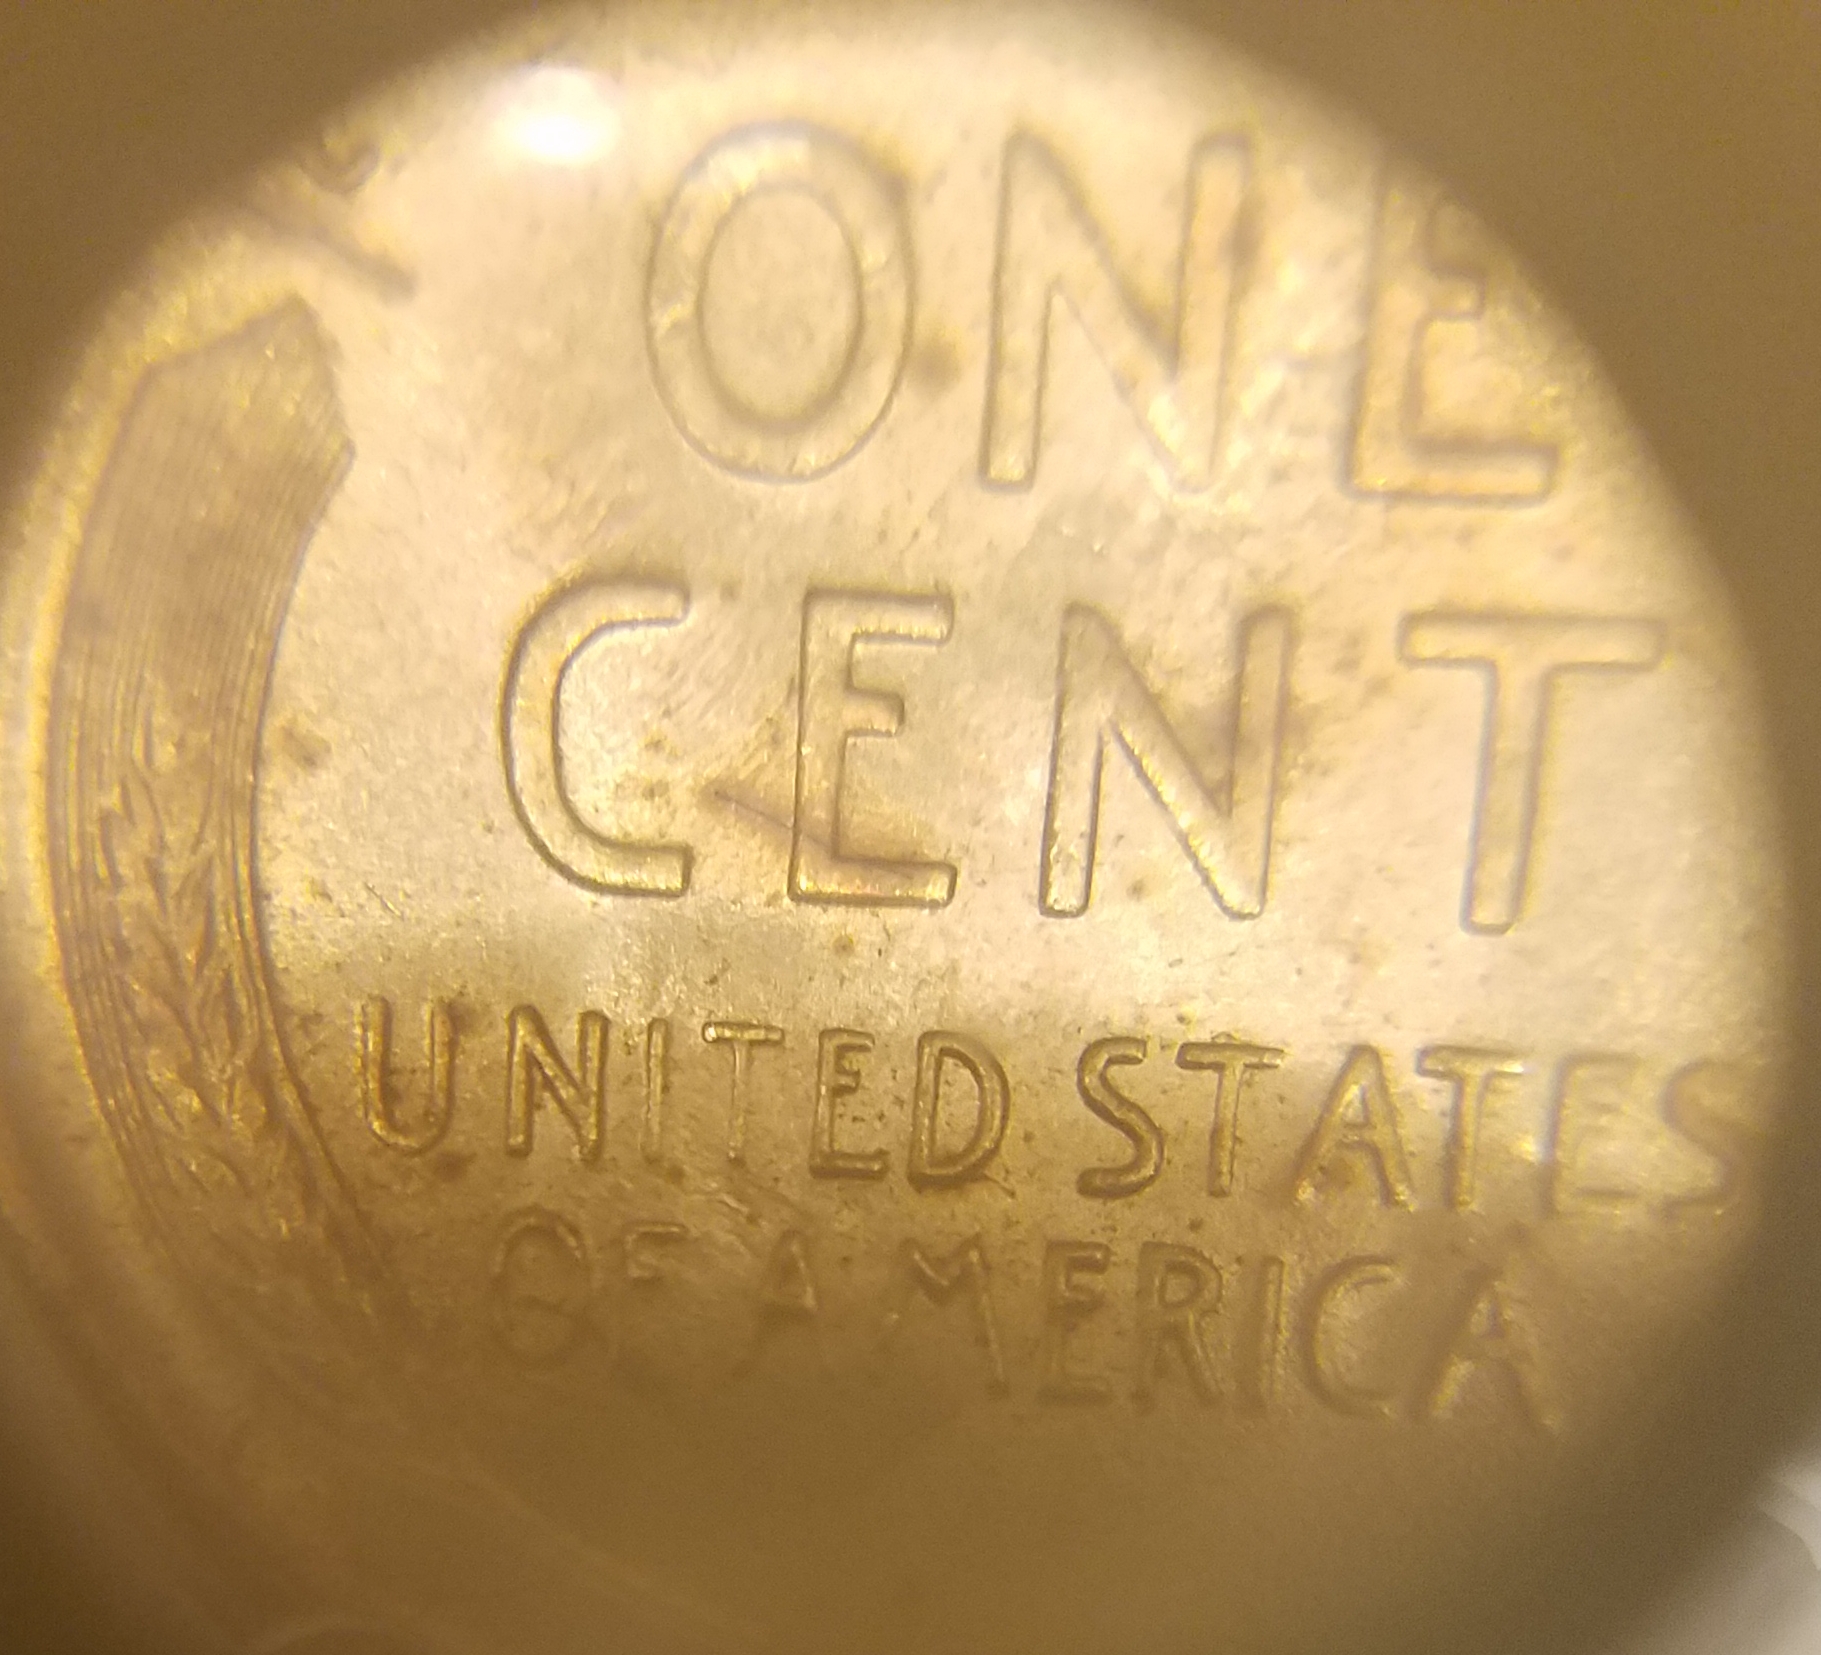 ONE
CENT
UNITED STATES
OF AMERICA